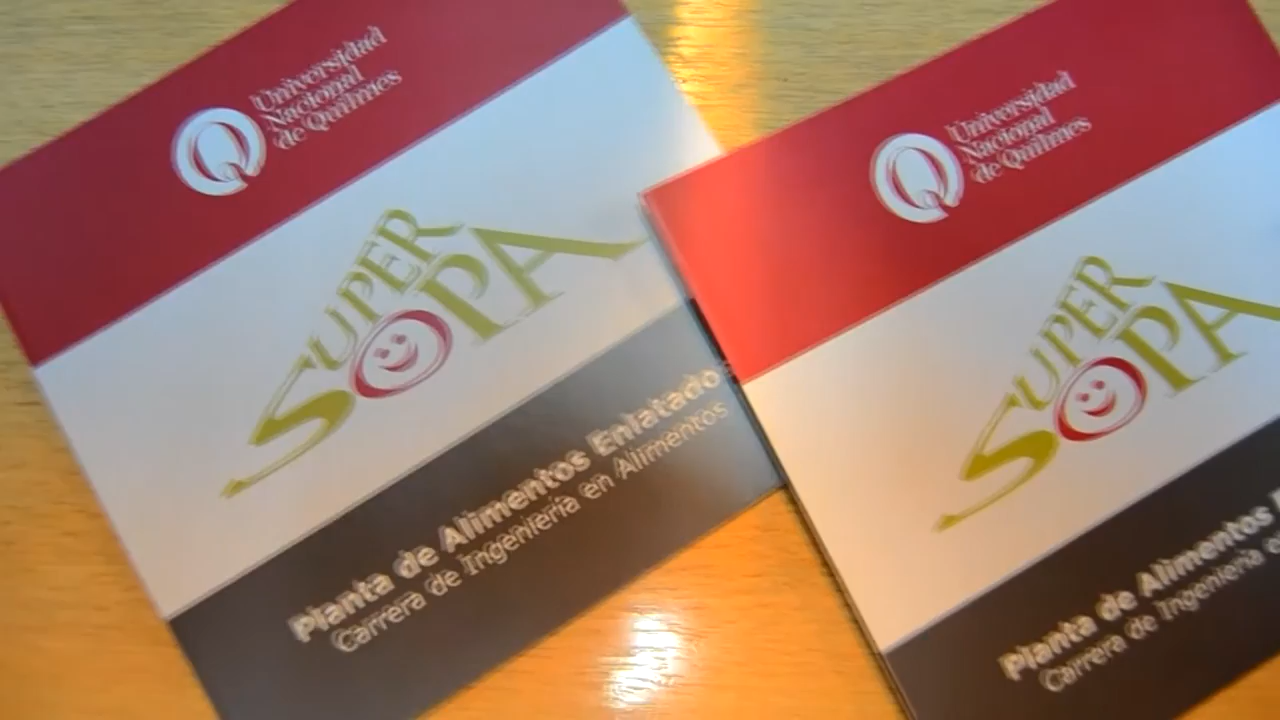 Universidad
Nacional
de Quilmes
SUPER
SOPA
Planta de Alimentos Enlatados
Carrera de Ingeniería en Alimentos
Universidad
Nacional
de Quilmes
SUPER
SOPA
Planta de Alimentos
Carrera de Ingeniería